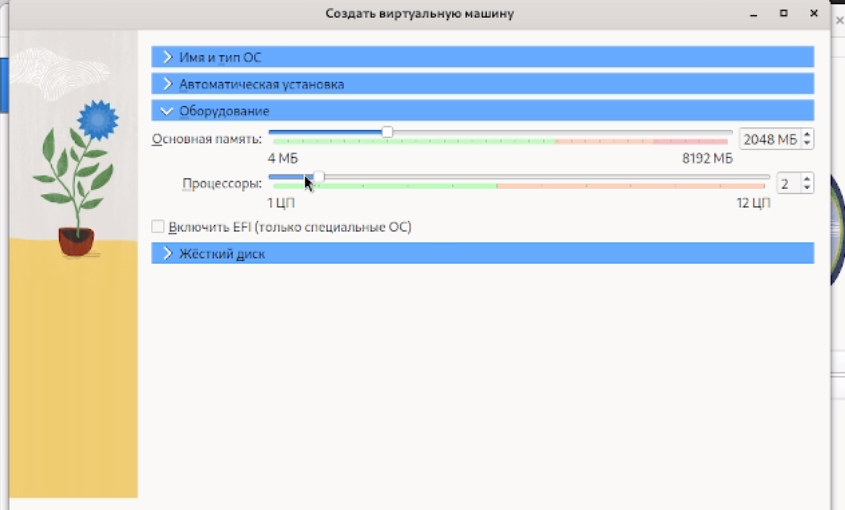 Создать виртуальную машину
Имя и тип ОС
Автоматическая установка
Оборудование
Основная память: 2048 МБ
4 МБ 8192 МБ
Процессоры: 2
1 ЦП 12 ЦП
Включить EFI (только специальные ОС)
Жёсткий диск